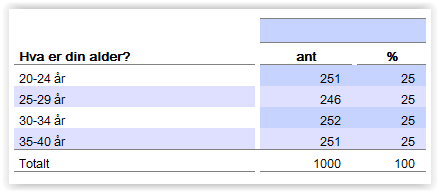 Hva er din alder? ant %
20-24 år 251 25
25-29 år 246 25
30-34 år 252 25
35-40 år 251 25
Totalt 1000 100